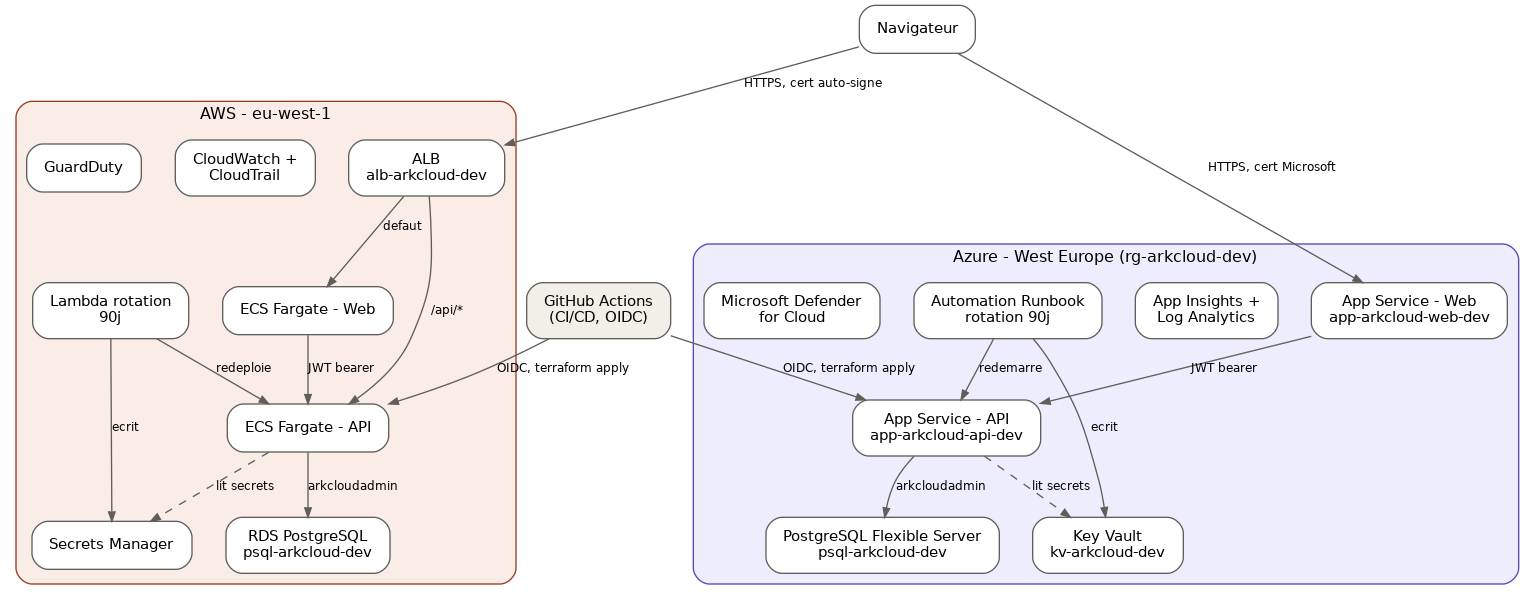 Navigateur
HTTPS, cert auto-signe
HTTPS, cert Microsoft
AWS - eu-west-1
GuardDuty
CloudWatch +
CloudTrail
ALB
alb-arkcloud-dev
defaut
/api/*
Lambda rotation
90j
ECS Fargate - Web
redeploie
JWT bearer
ecrit
ECS Fargate - API
lit secrets
arkcloudadmin
Secrets Manager
RDS PostgreSQL
psql-arkcloud-dev
GitHub Actions
(CI/CD, OIDC)
OIDC, terraform apply
OIDC, terraform apply
Azure - West Europe (rg-arkcloud-dev)
Microsoft Defender
for Cloud
Automation Runbook
rotation 90j
App Insights +
Log Analytics
App Service - Web
app-arkcloud-web-dev
redemarre
JWT bearer
ecrit
App Service - API
app-arkcloud-api-dev
arkcloudadmin
lit secrets
PostgreSQL Flexible Server
psql-arkcloud-dev
Key Vault
kv-arkcloud-dev